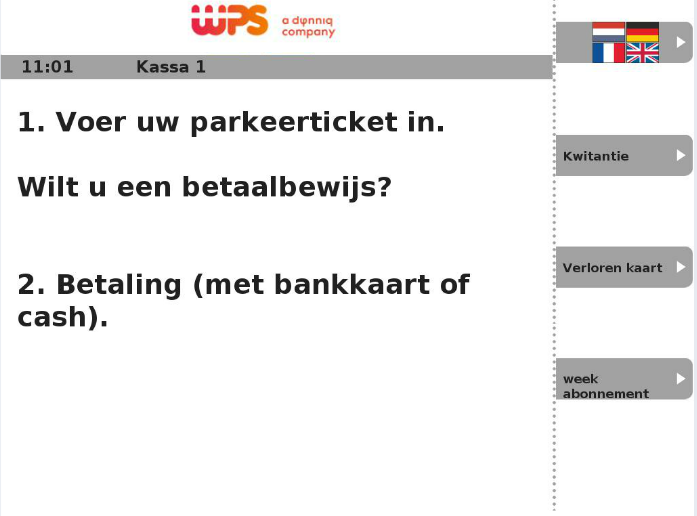 WPS a dynniq
company
11:01 Kassa 1
1. Voer uw parkeerticket in.
Wilt u een betaalbewijs?
2. Betaling (met bankkaart of
cash).
Kwitantie
Verloren kaart
week
abonnement